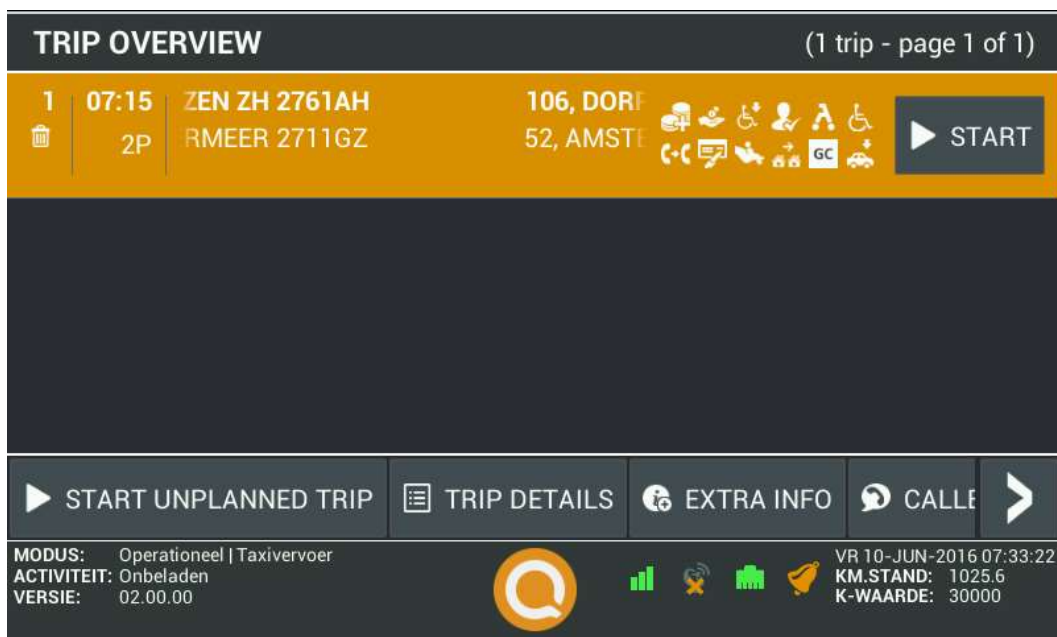 TRIP OVERVIEW (1 trip - page 1 of 1)
1 07:15 ZEN ZH 2761AH 106, DORF
2P RMEER 2711GZ 52, AMSTE
GC
START
START UNPLANNED TRIP TRIP DETAILS EXTRA INFO CALLE
MODUS: Operationeel | Taxivervoer
ACTIVITEIT: Onbeladen
VERSIE: 02.00.00
VR 10-JUN-2016 07:33:22
KM.STAND: 1025.6
K-WAARDE: 30000